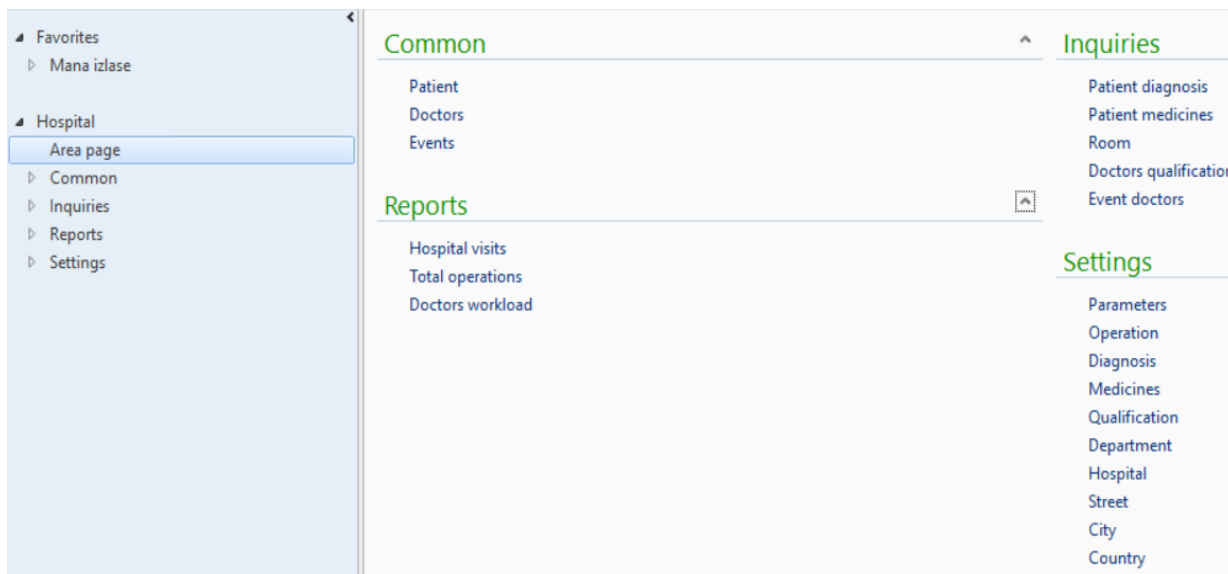 Favorites
Mana izlase
Hospital
Area page
Common
Inquiries
Reports
Settings
Common
Patient
Doctors
Events
Reports
Hospital visits
Total operations
Doctors workload
Inquiries
Patient diagnosis
Patient medicines
Room
Doctors qualification
Event doctors
Settings
Parameters
Operation
Diagnosis
Medicines
Qualification
Department
Hospital
Street
City
Country